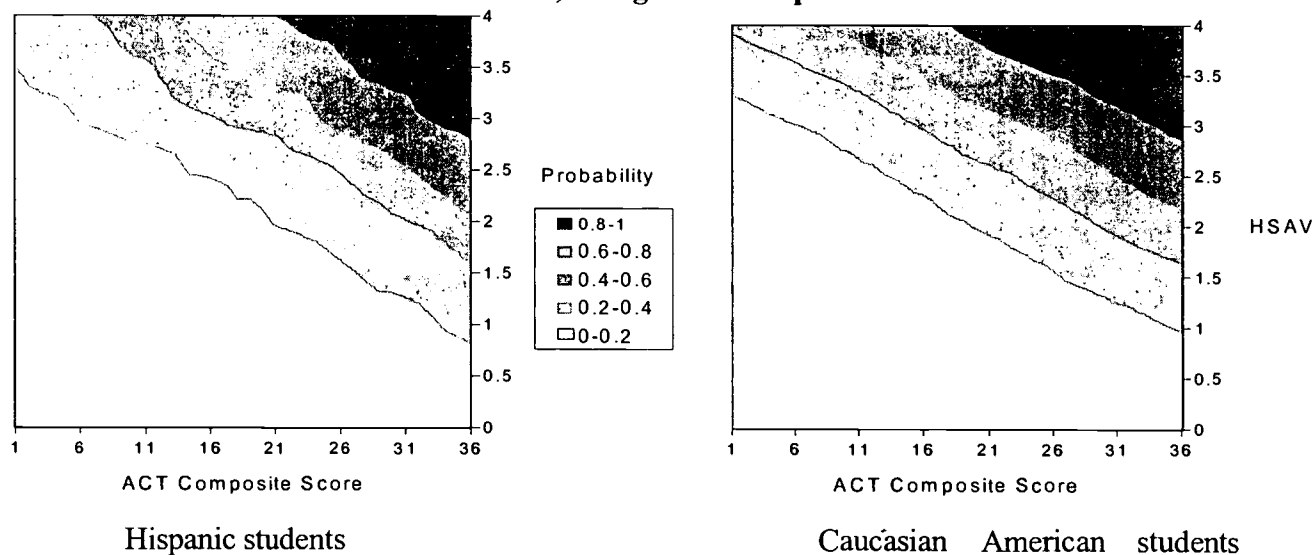 4
3.5
3
2.5
2
1.5
1
0.5
0
1 6 11 16 21 26 31 36
ACT Composite Score
Hispanic students
Probability
0.8-1
0.6-0.8
0.4-0.6
0.2-0.4
0-0.2
4
3.5
3
2.5
2
1.5
1
0.5
0
HSAV
1 6 11 16 21 26 31 36
ACT Composite Score
Caucasian American students